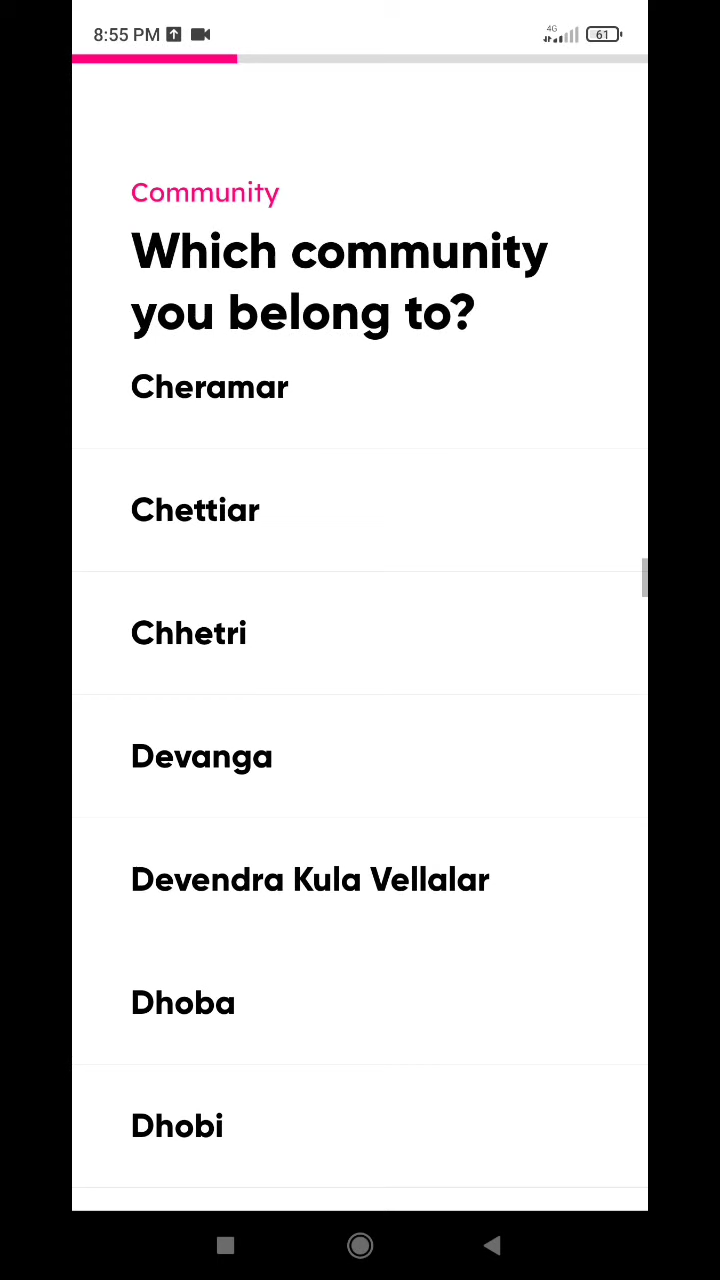 8:55 PM
4G
61
Community
Which community
you belong to?
Cheramar
Chettiar
Chhetri
Devanga
Devendra Kula Vellalar
Dhoba
Dhobi